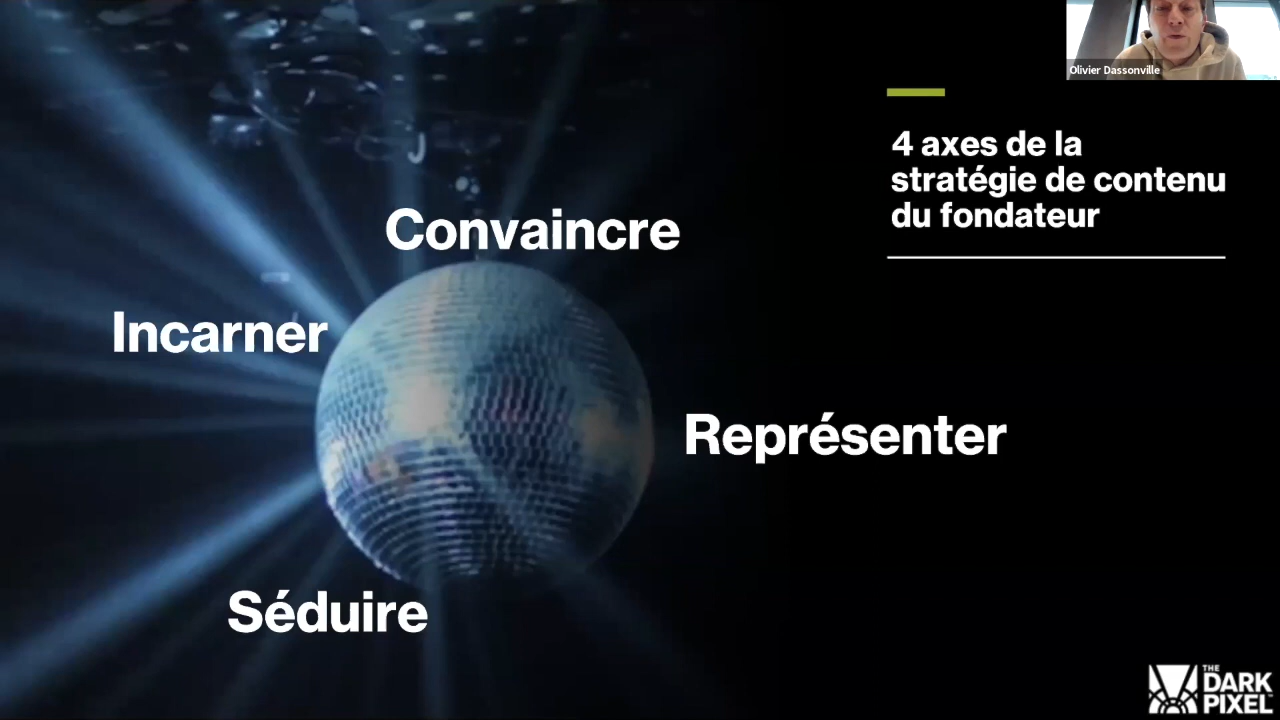 Olivier Dassonville
4 axes de la
stratégie de contenu
du fondateur
Convaincre
Incarner
Représenter
Séduire
THE
DARK
PIXEL